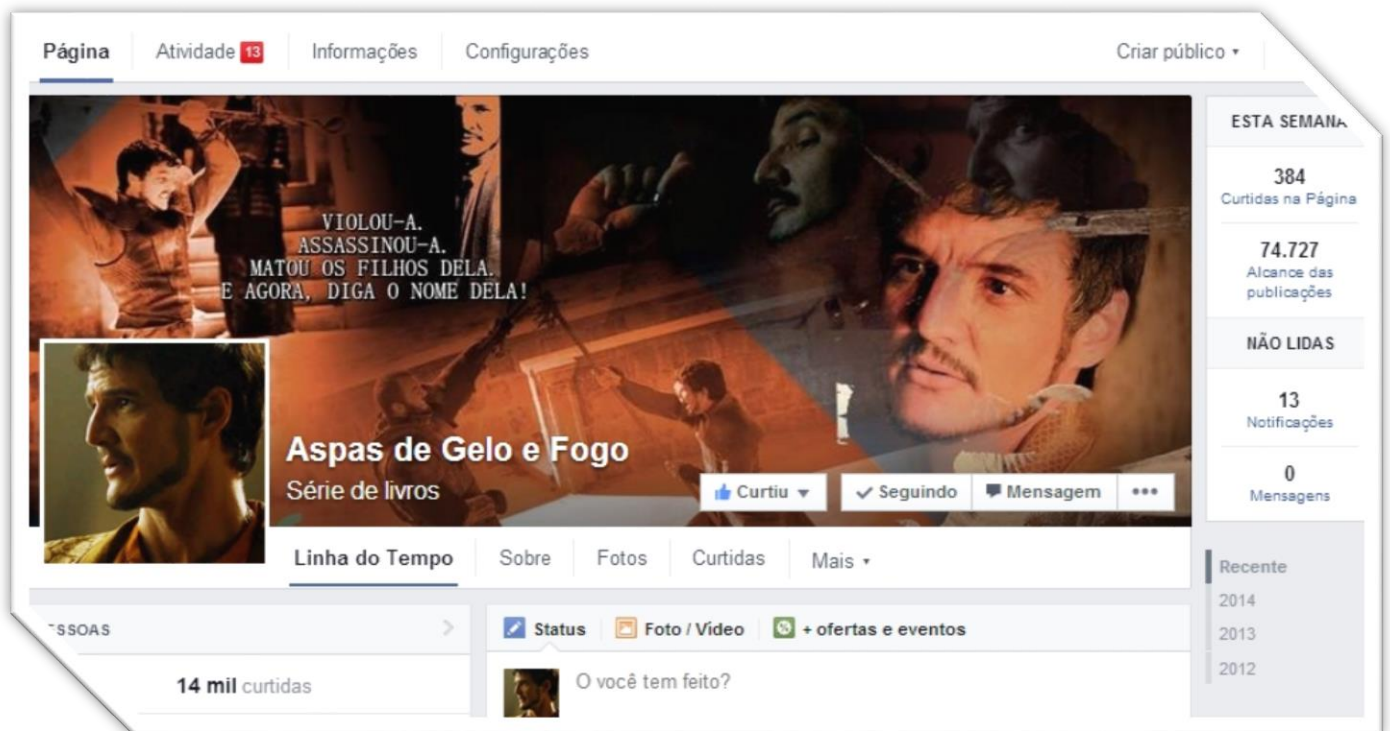 Página Atividade 13 Informações Configurações Criar público
VIOLOU-A.
ASSASSINOU-A.
MATOU OS FILHOS DELA.
E AGORA, DIGA O NOME DELA!
Aspas de Gelo e Fogo
Série de livros
Curtiu Seguindo Mensagem •••
Linha do Tempo Sobre Fotos Curtidas Mais
ESSOAS
14 mil curtidas
Status Foto / Vídeo + ofertas e eventos
O você tem feito?
ESTA SEMANA
384
Curtidas na Página
74.727
Alcance das
publicações
NÃO LIDAS
13
Notificações
0
Mensagens
Recente
2014
2013
2012